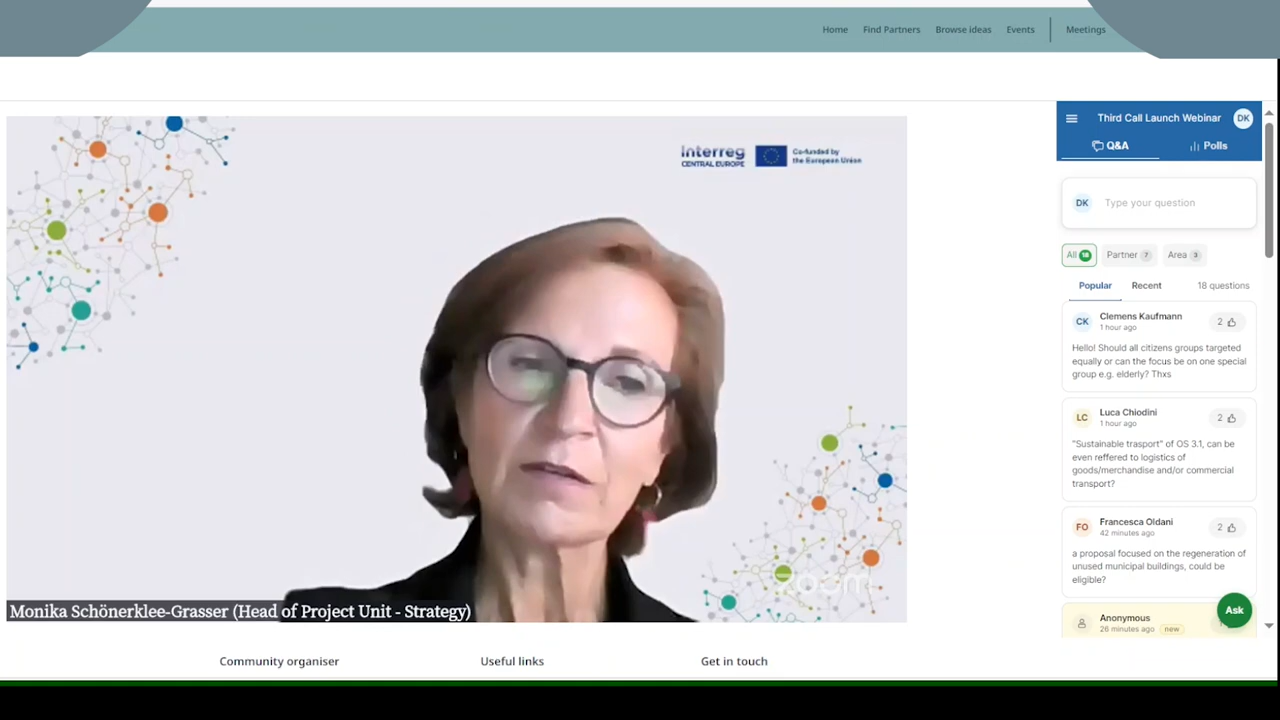 Home Find Partners Browse ideas Events Meetings
Interreg
CENTRAL EUROPE
Co-funded by
the European Union
zoom
Monika Schönerklee-Grasser (Head of Project Unit - Strategy)
Third Call Launch Webinar DK
Q&A Polls
DK Type your question
All 18 Partner 7 Area 3
Popular Recent 18 questions
CK Clemens Kaufmann 2
1 hour ago
Hello! Should all citizens groups targeted
equally or can the focus be on one special
group e.g. elderly? Thxs
LC Luca Chiodini 2
1 hour ago
"Sustainable trasport" of OS 3.1, can be
even reffered to logistics of
goods/merchandise and/or commercial
transport?
FO Francesca Oldani 2
42 minutes ago
a proposal focused on the regeneration of
unused municipal buildings, could be
eligible?
Anonymous
26 minutes ago new
Ask
Community organiser Useful links Get in touch